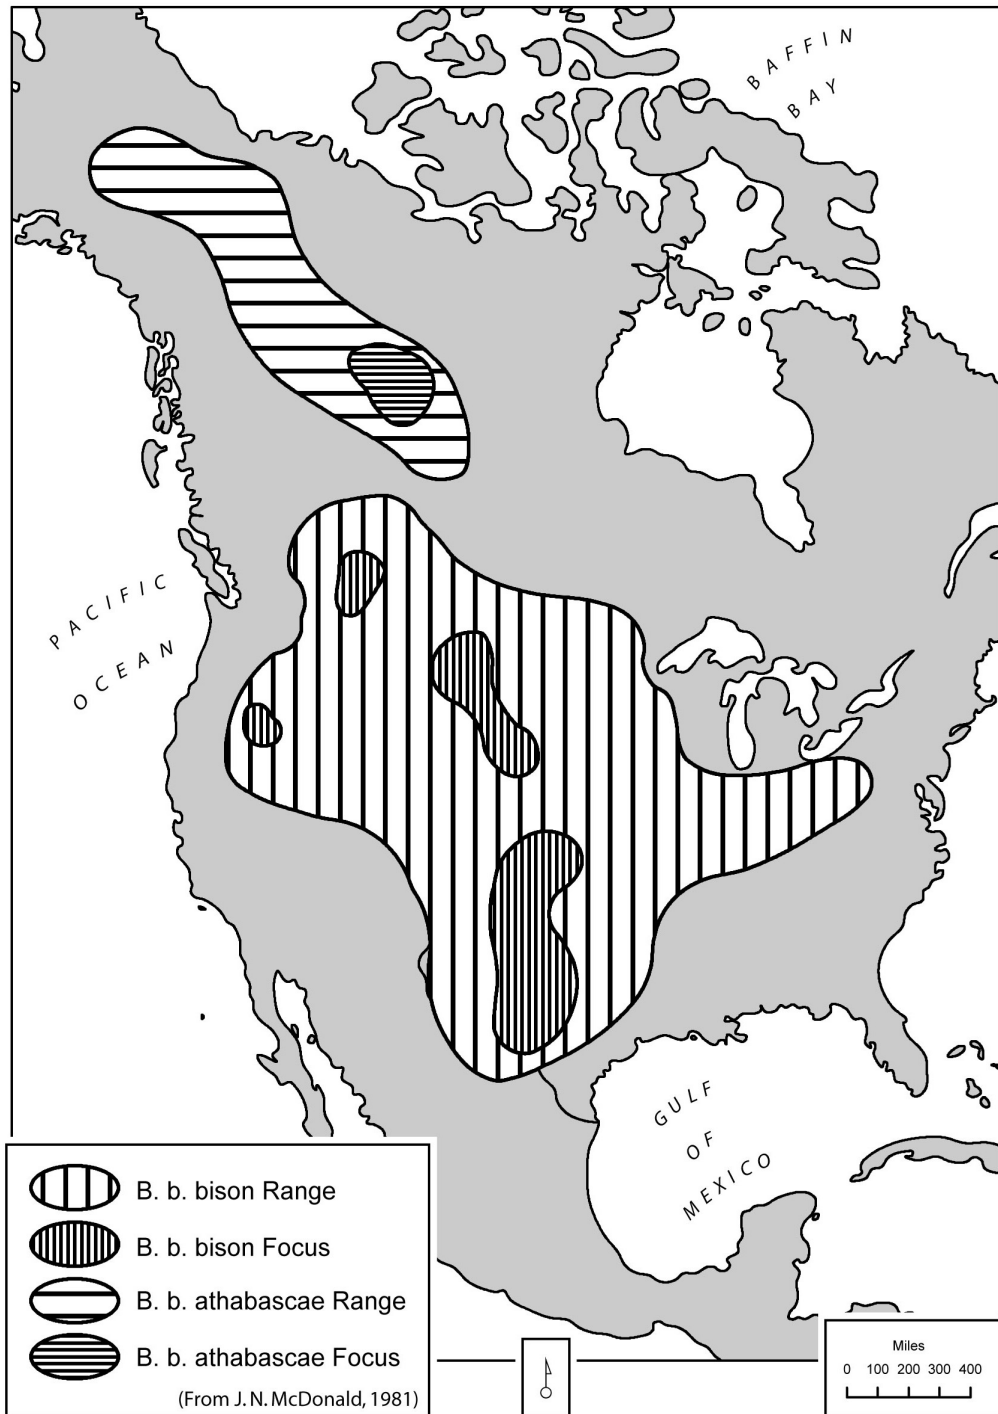 BAFFIN
BAY
PACIFIC
OCEAN
GULF
OF
MEXICO
B. b. bison Range
B. b. bison Focus
B. b. athabascae Range
B. b. athabascae Focus
(From J. N. McDonald, 1981)
Miles
0 100 200 300 400